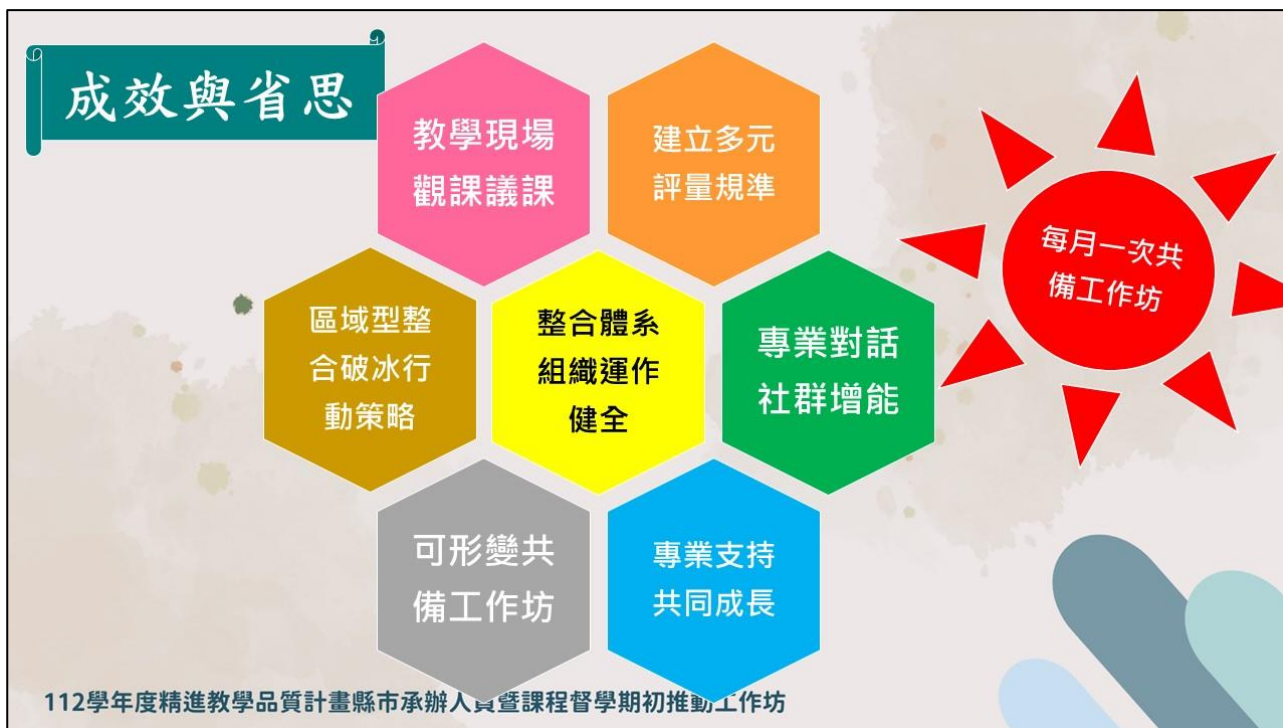 成效與省思
教學現場
觀課議課
建立多元
評量規準
每月一次共
備工作坊
區域型整
合破冰行
動策略
整合體系
組織運作
健全
專業對話
社群增能
可形變共
備工作坊
專業支持
共同成長
112學年度精進教學品質計畫縣市承辦人員暨課程督學期初推動工作坊